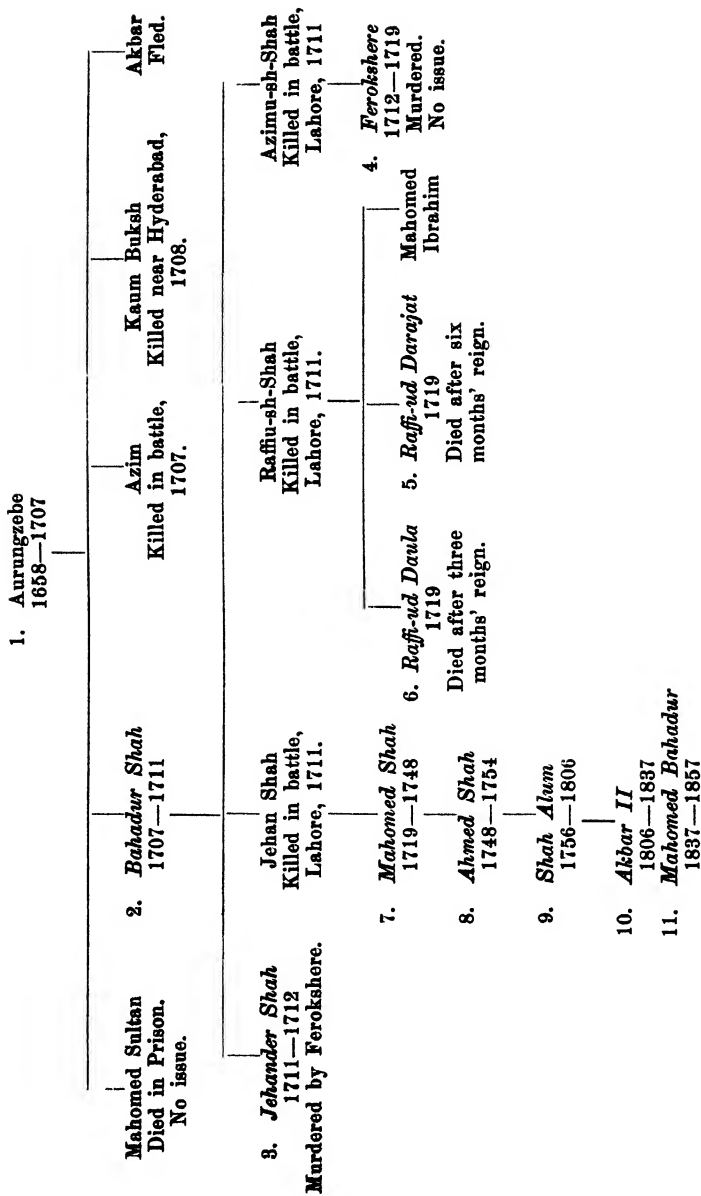 1. Aurungzebe
1658—1707
Mahomed Sultan
Died in Prison.
No issue.
2. Bahadur Shah
1707—1711
Azim
Killed in battle,
1707.
Kaum Buksh
Killed near Hyderabad,
1708.
Akbar
Fled.
3. Jehander Shah
1711—1712
Murdered by Ferokshere.
Jehan Shah
Killed in battle,
Lahore, 1711.
Raffiu-sh-Shah
Killed in battle,
Lahore, 1711.
Azimu-sh-Shah
Killed in battle,
Lahore, 1711
7. Mahomed Shah
1719—1748
8. Ahmed Shah
1748—1754
9. Shah Alum
1756—1806
10. Akbar II
1806—1837
11. Mahomed Bahadur
1837—1857
6. Raffi-ud Daula
1719
Died after three
months' reign.
5. Raffi-ud Darajat
1719
Died after six
months' reign.
Mahomed
Ibrahim
4. Ferokshere
1712—1719
Murdered.
No issue.